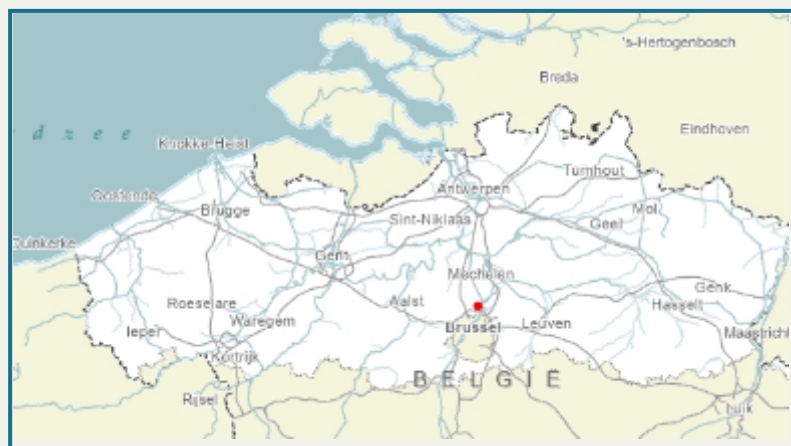 's-Hertogenbosch
Breda
d z e e
Eindhoven
Knokke-Heist
Turnhout
Antwerpen
Oostende
Mol
Brugge
Sint-Niklaas
Geel
Duinkerke
Gent
Mechelen
Genk
Roeselare
Aalst
Hasselt
Waregem
Ieper
Brussel
Leuven
Maastricht
Kortrijk
BELGIË
Rijsel
Luik